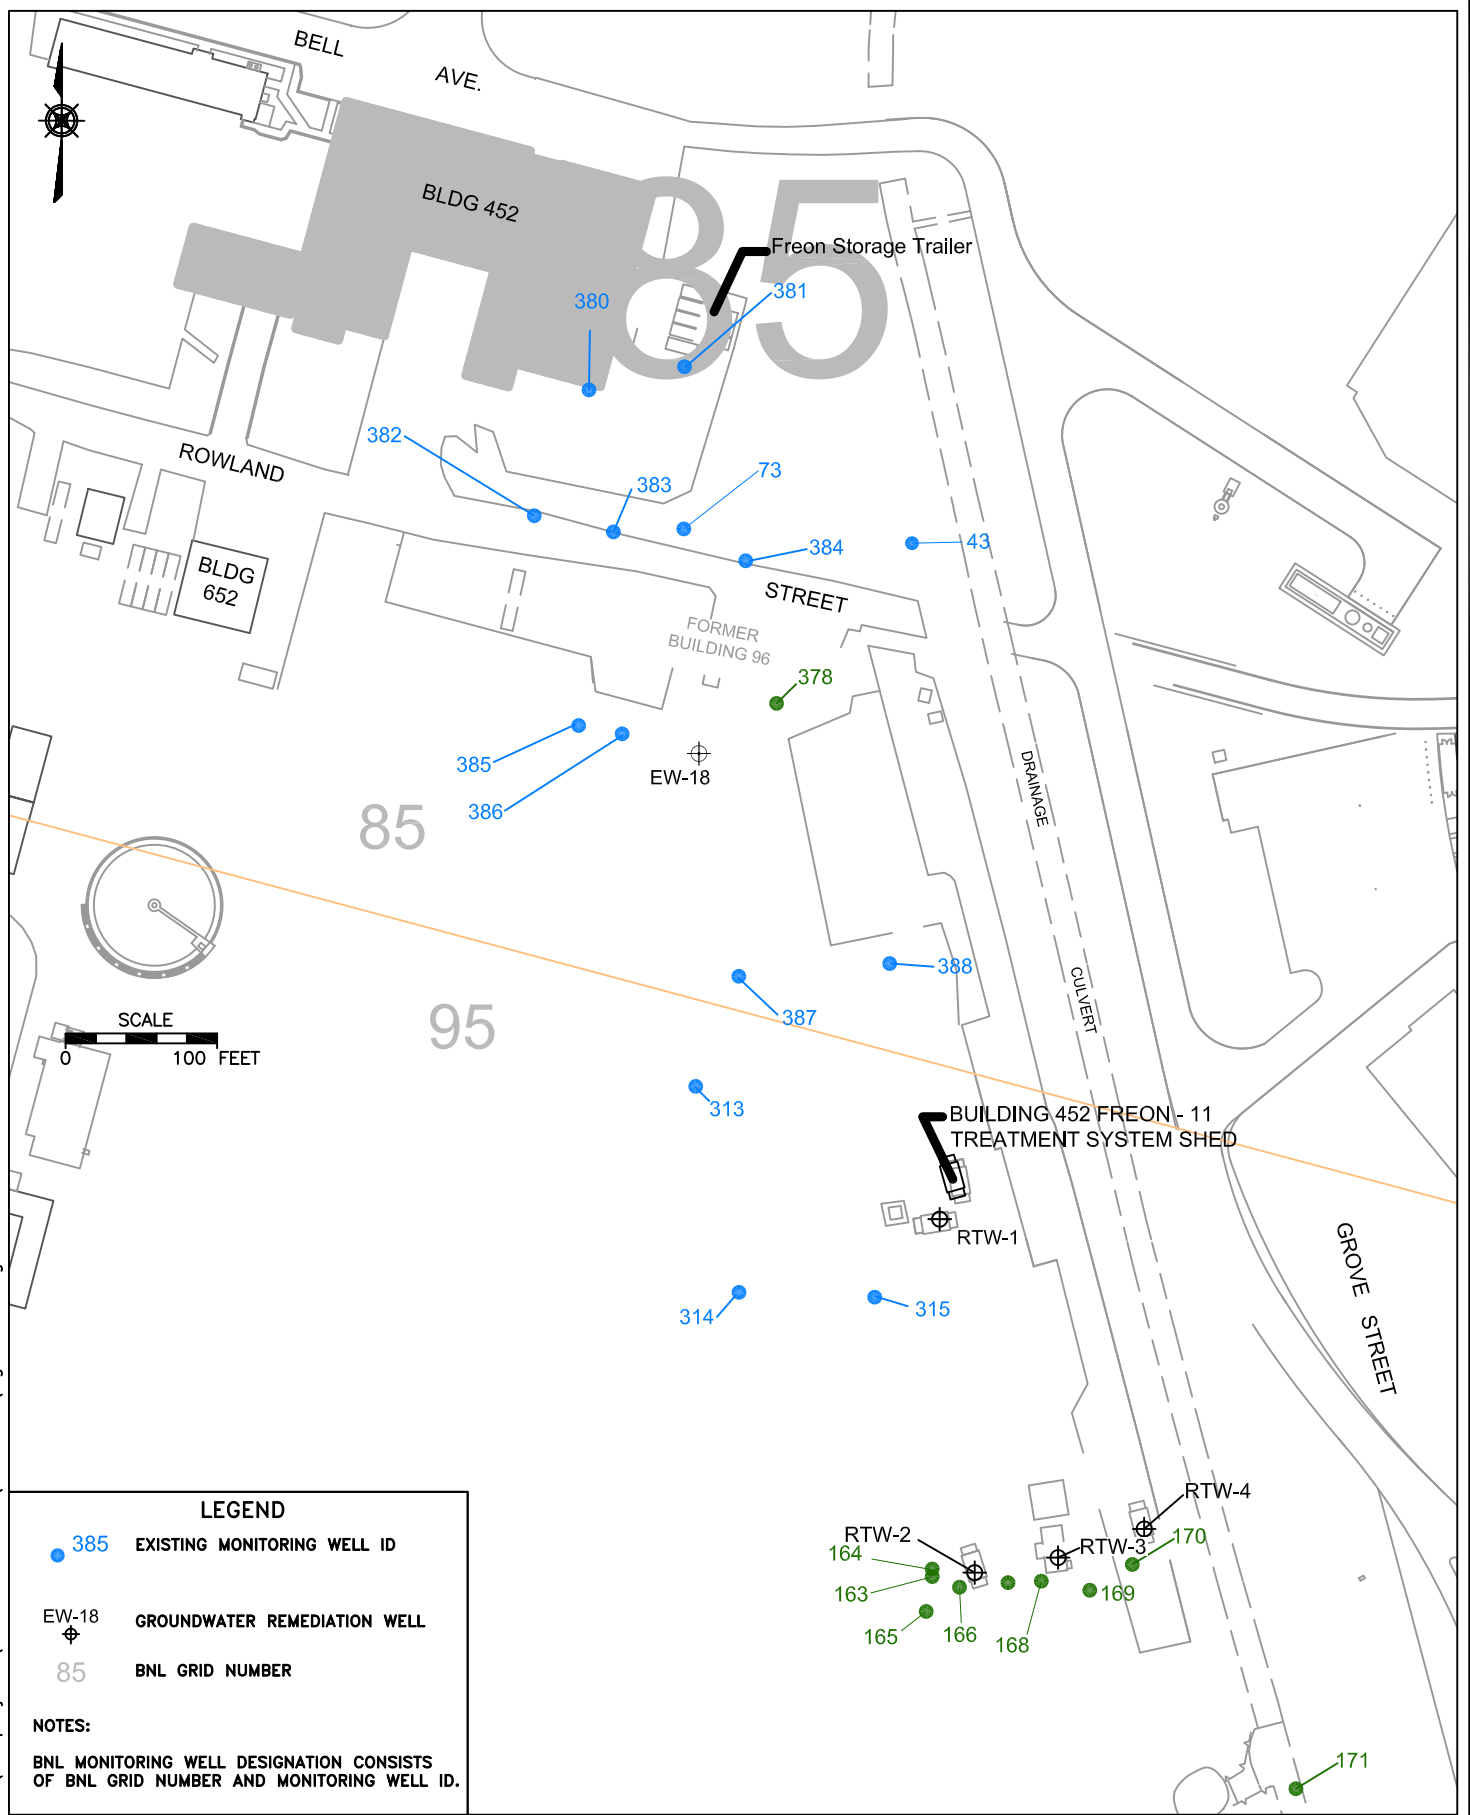 BELL
AVE.
BLDG 452
85
Freon Storage Trailer
380
381
382
ROWLAND
383
73
384
43
BLDG
652
STREET
FORMER
BUILDING 96
378
385
EW-18
386
85
DRAINAGE
388
CULVERT
387
95
SCALE
0 100 FEET
313
BUILDING 452 FREON - 11
TREATMENT SYSTEM SHED
RTW-1
GROVE STREET
314
315
RTW-4
RTW-2
RTW-3
164
170
163
169
165
166
168
171
LEGEND
385 EXISTING MONITORING WELL ID
EW-18 GROUNDWATER REMEDIATION WELL
85 BNL GRID NUMBER
NOTES:
BNL MONITORING WELL DESIGNATION CONSISTS
OF BNL GRID NUMBER AND MONITORING WELL ID.